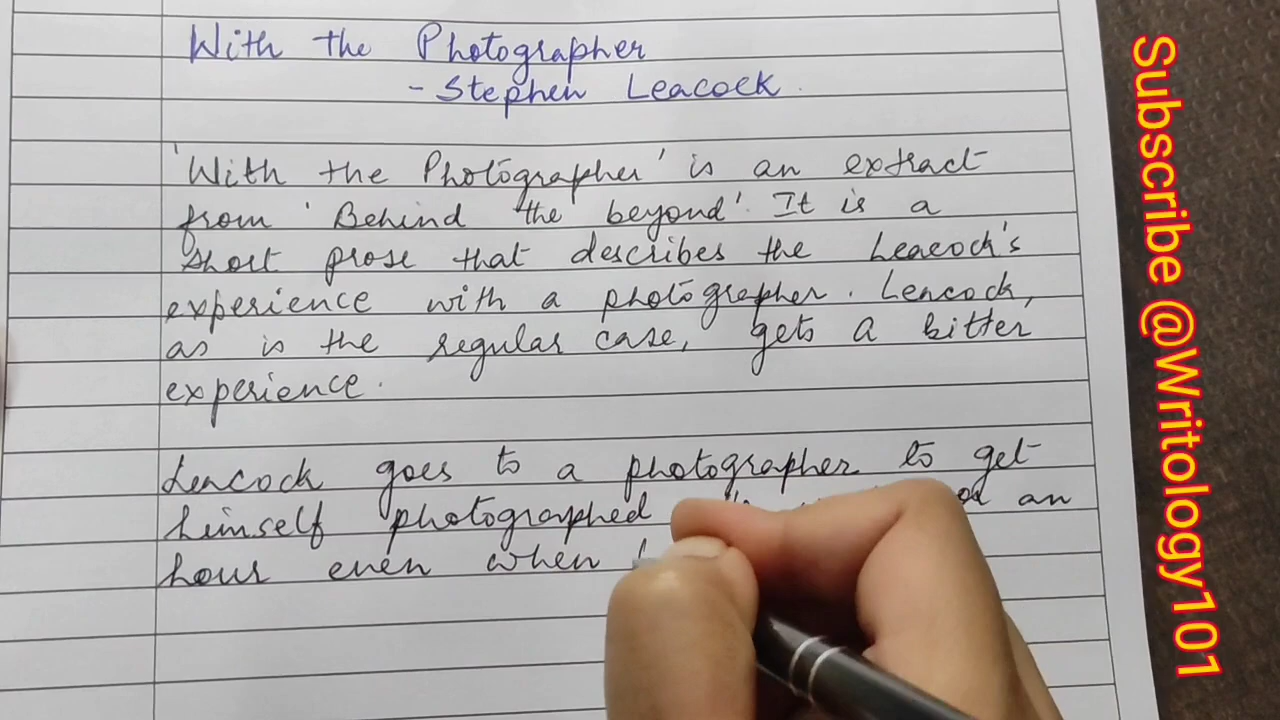 With the Photographer
- Stephen Leacock.
'With the Photographer' is an extract
from 'Behind the beyond'. It is a
short prose that describes the Leacock's
experience with a photographer. Leacock,
as is the regular case, gets a bitter
experience.
Leacock goes to a photographer to get
himself photographed an
hour even when
Subscribe @Writology101